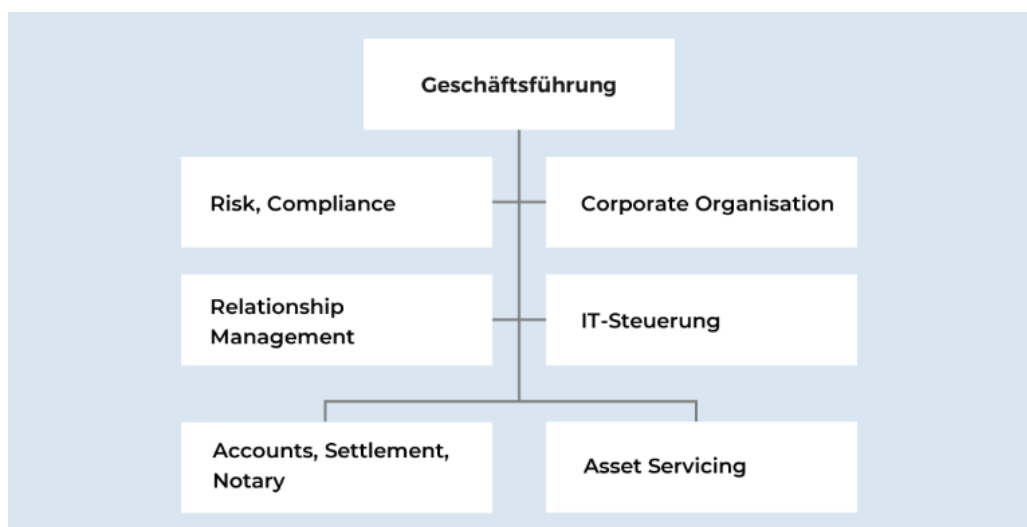 Geschäftsführung
Risk, Compliance
Corporate Organisation
Relationship
Management
IT-Steuerung
Accounts, Settlement,
Notary
Asset Servicing